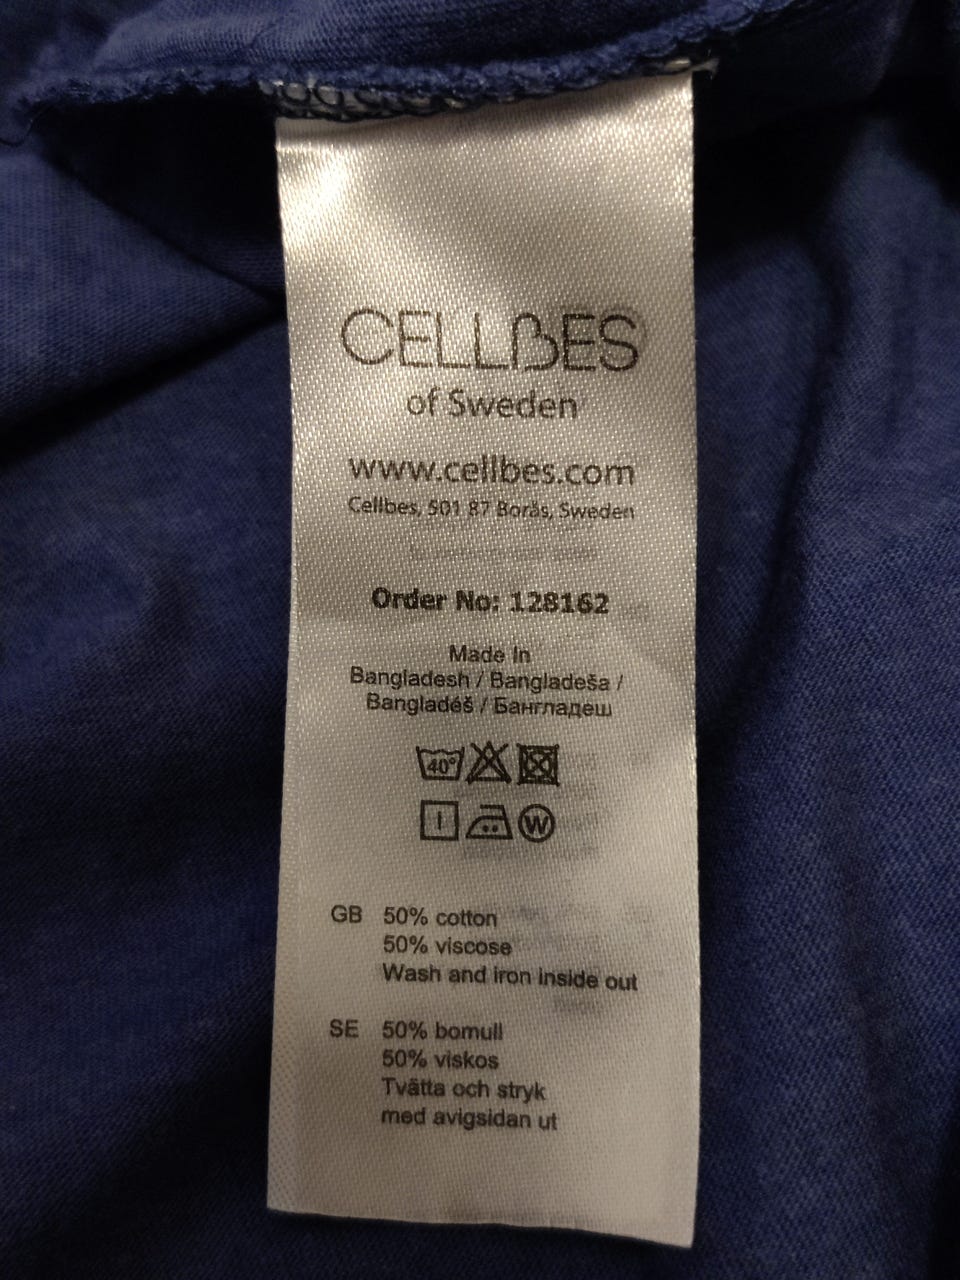 CELLBES
of Sweden
www.cellbes.com
Cellbes, 501 87 Borås, Sweden
Order No: 128162
Made In
Bangladesh / Bangladeša /
Bangladéš / Бангладеш
40°
W
GB 50% cotton
50% viscose
Wash and iron inside out
SE 50% bomull
50% viskos
Tvätta och stryk
med avigsidan ut